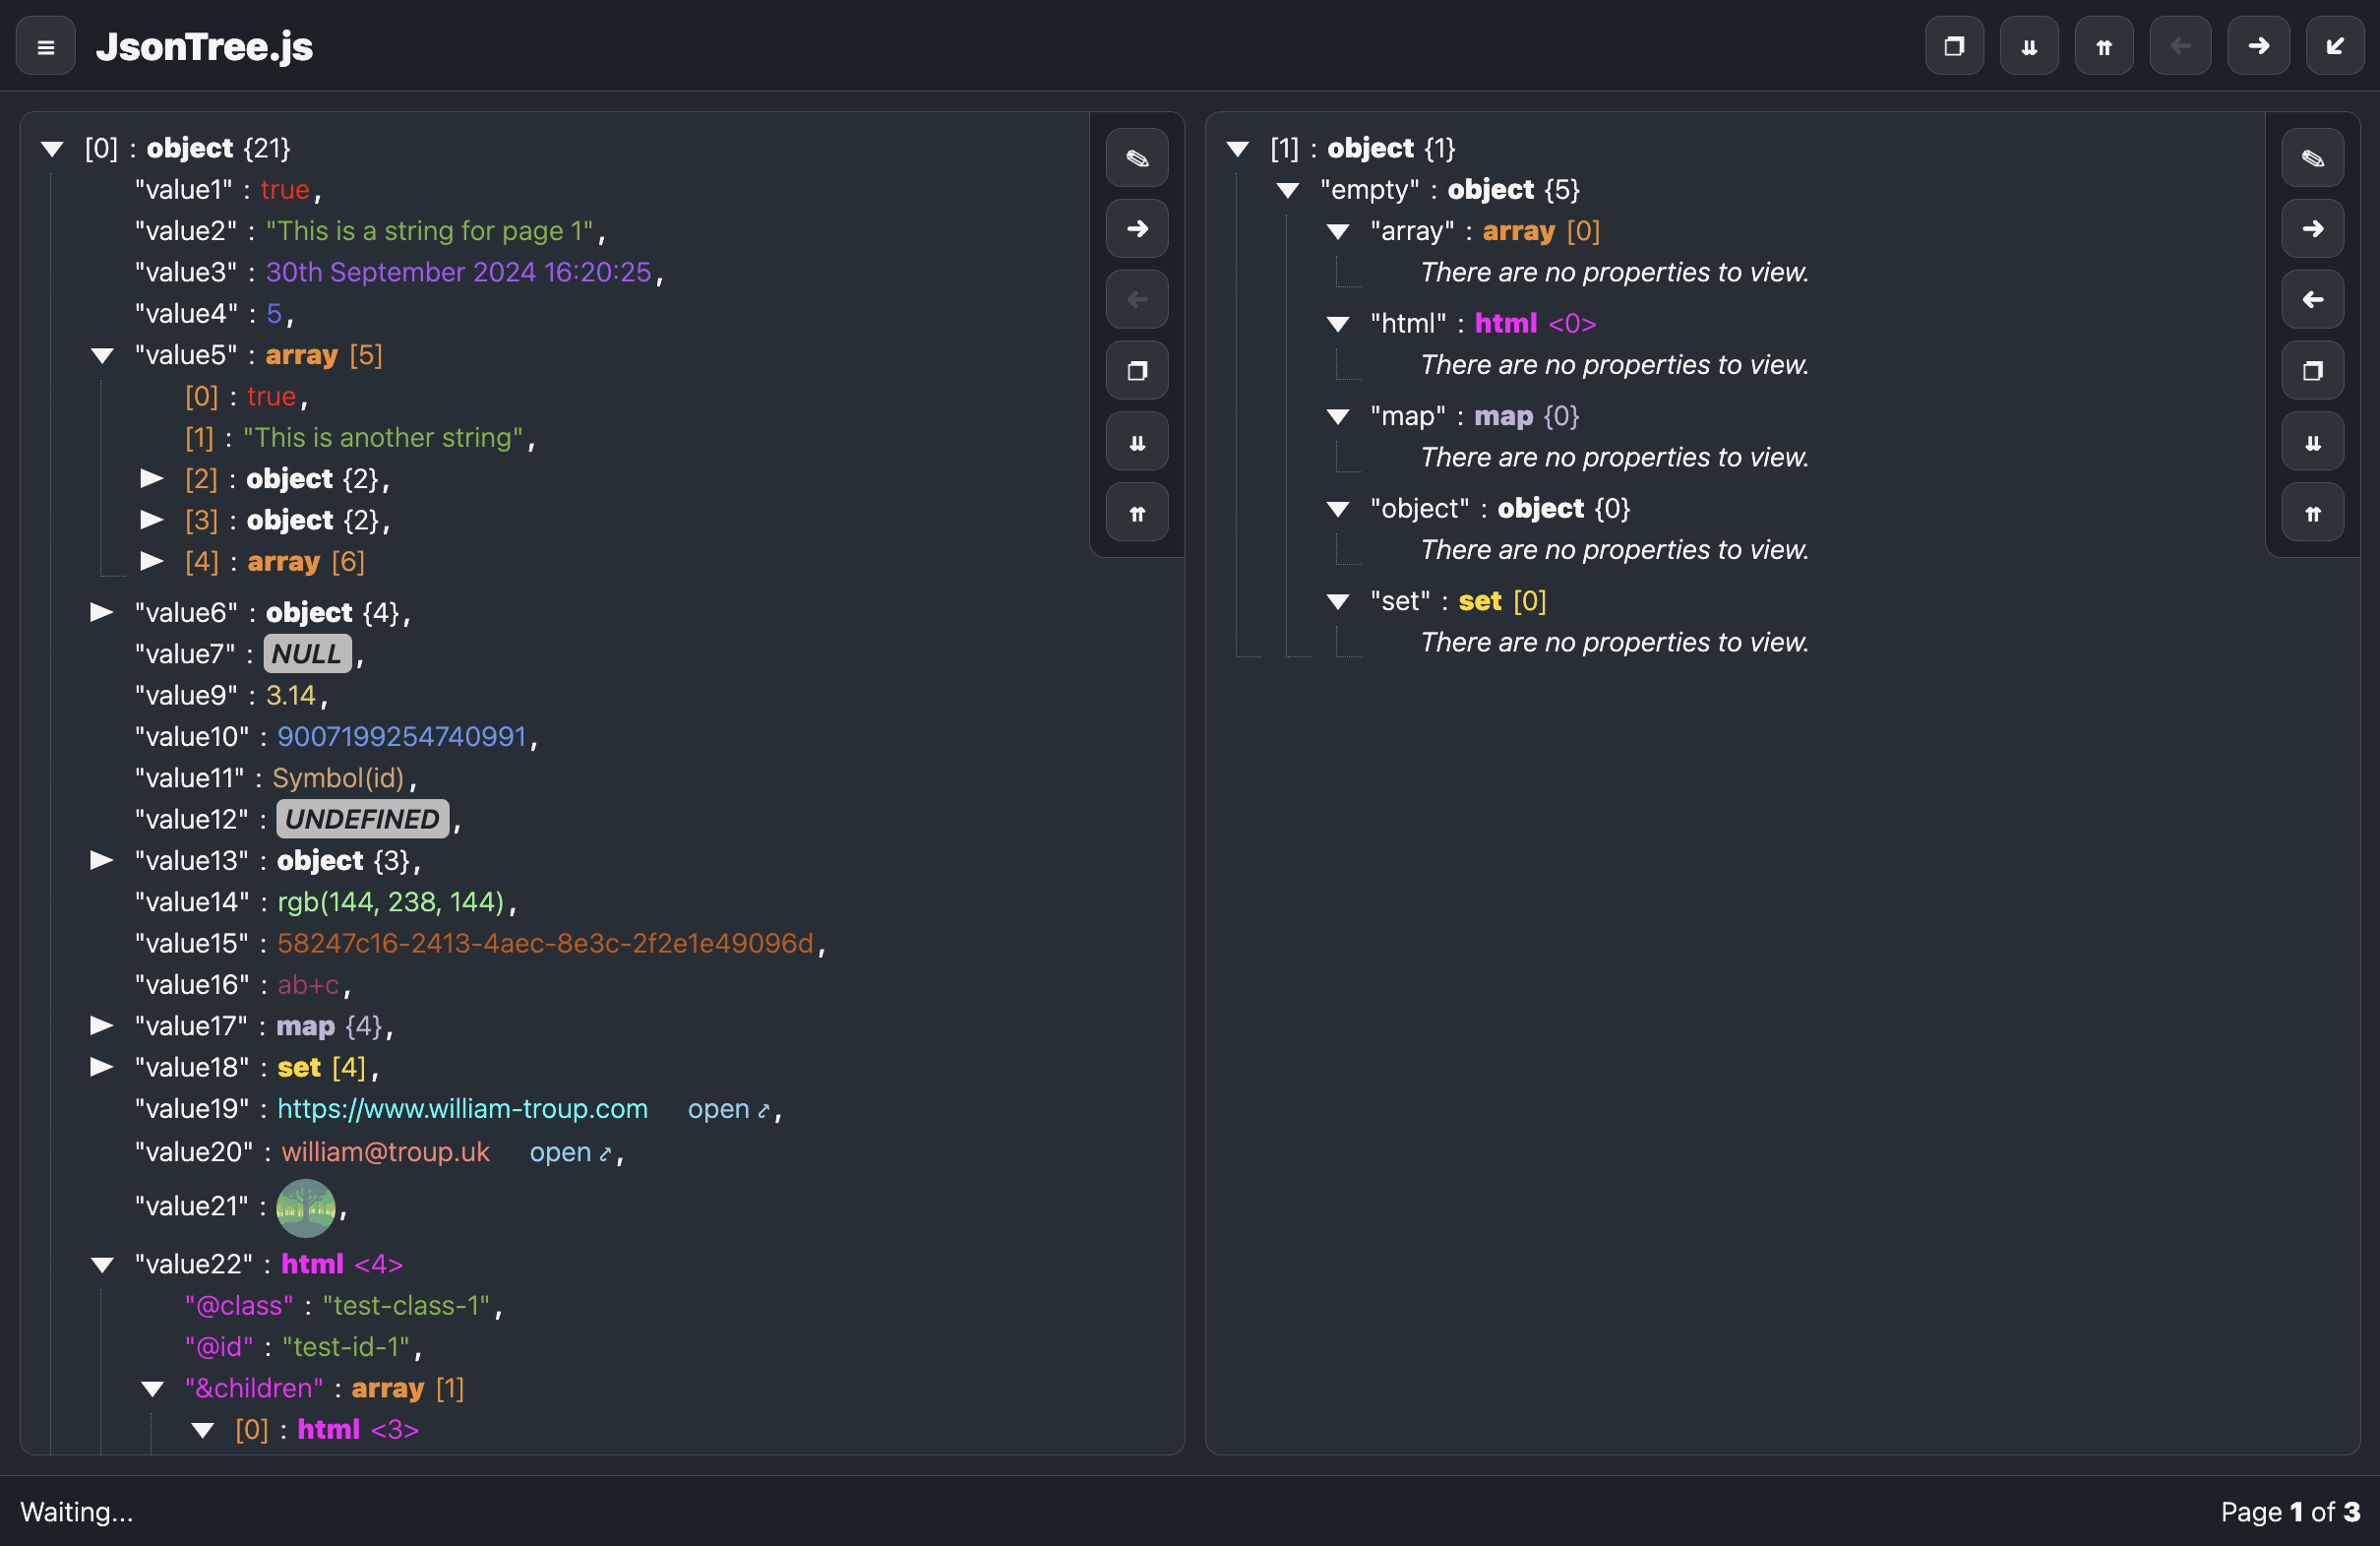 JsonTree.js
[0] : object {21}
"value1" : true,
"value2" : "This is a string for page 1",
"value3" : 30th September 2024 16:20:25,
"value4" : 5,
"value5" : array [5]
[0] : true,
[1] : "This is another string",
[2] : object {2},
[3] : object {2},
[4] : array [6]
"value6" : object {4},
"value7" : NULL,
"value9" : 3.14,
"value10" : 9007199254740991,
"value11" : Symbol(id),
"value12" : UNDEFINED,
"value13" : object {3},
"value14" : rgb(144, 238, 144),
"value15" : 58247c16-2413-4aec-8e3c-2f2e1e49096d,
"value16" : ab+c,
"value17" : map {4},
"value18" : set [4],
"value19" : https://www.william-troup.com open,
"value20" : william@troup.uk open,
"value21" : ,
"value22" : html <4>
"@class" : "test-class-1",
"@id" : "test-id-1",
"&children" : array [1]
[0] : html <3>
[1] : object {1}
"empty" : object {5}
"array" : array [0]
There are no properties to view.
"html" : html <0>
There are no properties to view.
"map" : map {0}
There are no properties to view.
"object" : object {0}
There are no properties to view.
"set" : set [0]
There are no properties to view.
Waiting...
Page 1 of 3